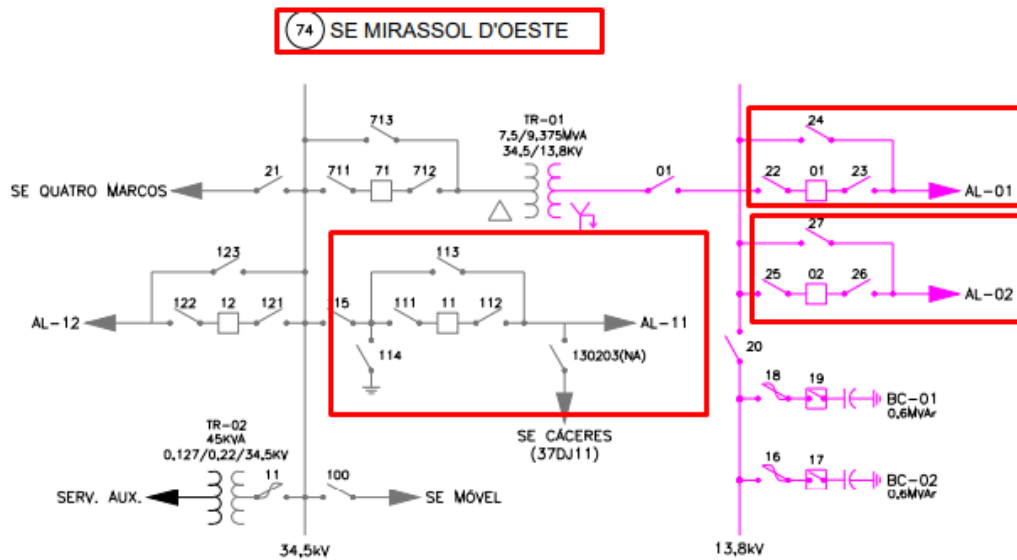 74 SE MIRASSOL D'OESTE
713
TR-01
7.5/9,375MVA
34,5/13,8kV
24
21
711
71
712
01
22
01
23
SE QUATRO MARCOS
AL-01
27
123
113
25
02
26
122
12
121
115
111
11
112
AL-12
AL-11
AL-02
114
130203(NA)
20
18
19
BC-01
0.6MVAr
SE CÁCERES
(37DJ11)
TR-02
45KVA
0,127/0,22/34,5kV
16
17
BC-02
0.6MVAr
11
100
SERV. AUX.
SE MÓVEL
34,5kV
13,8kV